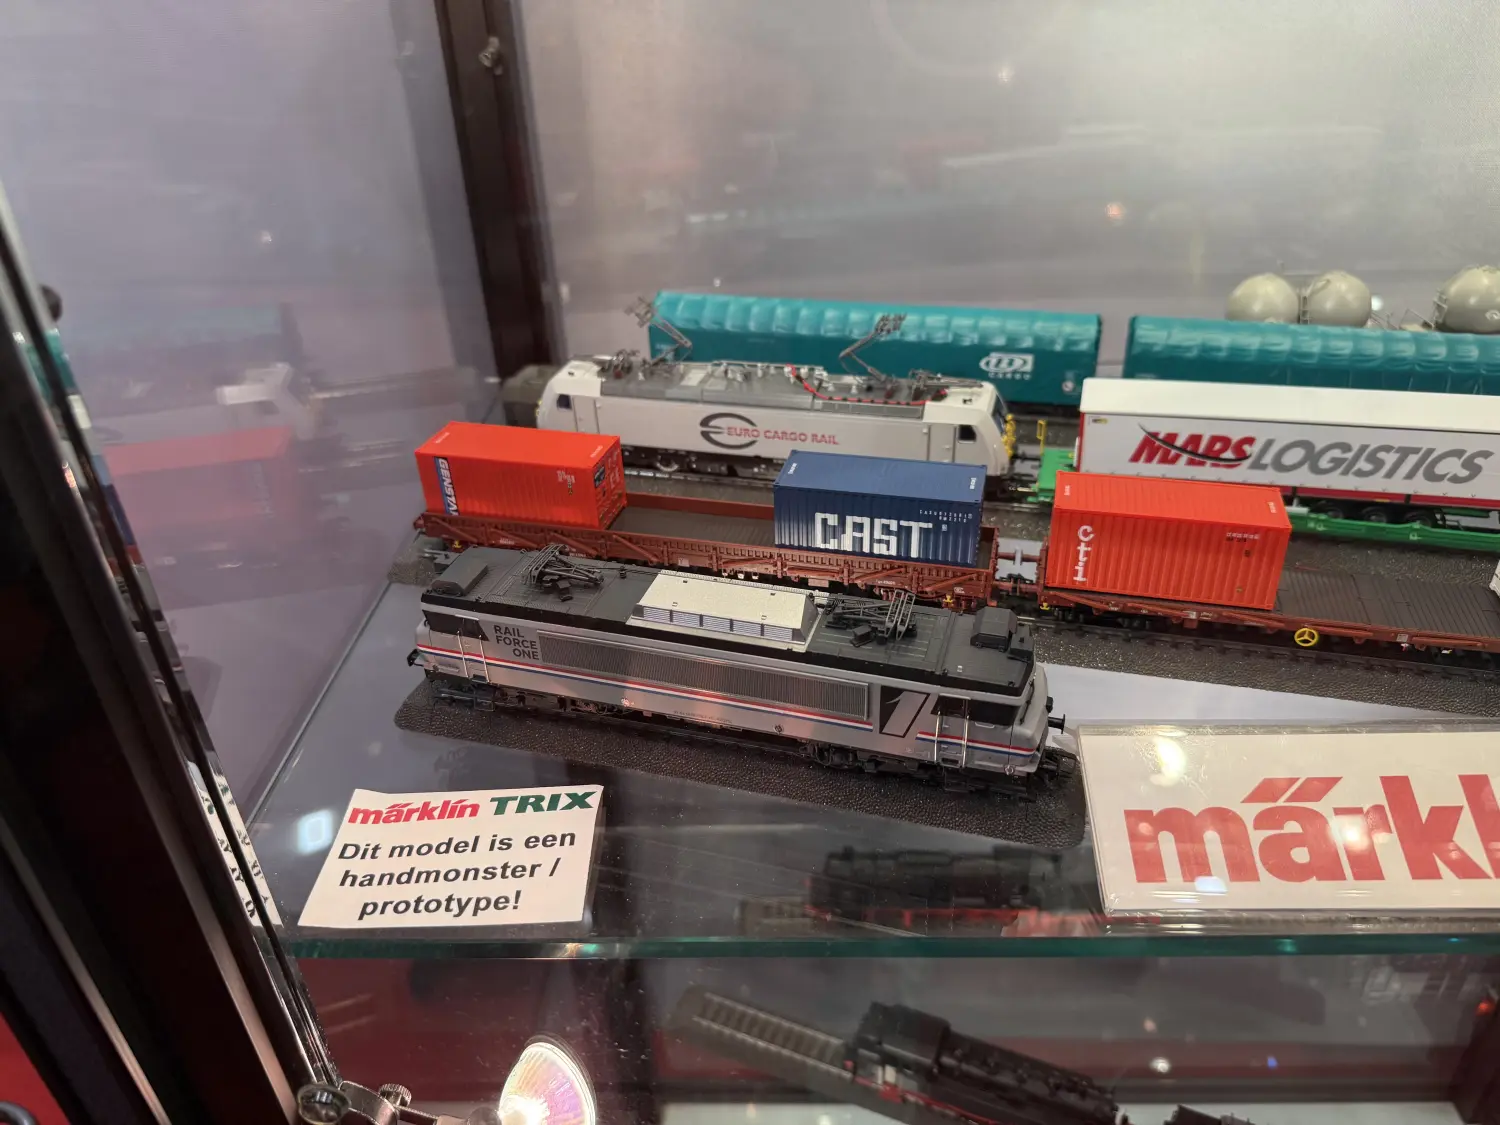 EURO CARGO RAIL
MARS LOGISTICS
GENSTAR
CAST
CTI
RAIL
FORCE
ONE
märklin TRIX
Dit model is een
handmonster /
prototype!
märkl